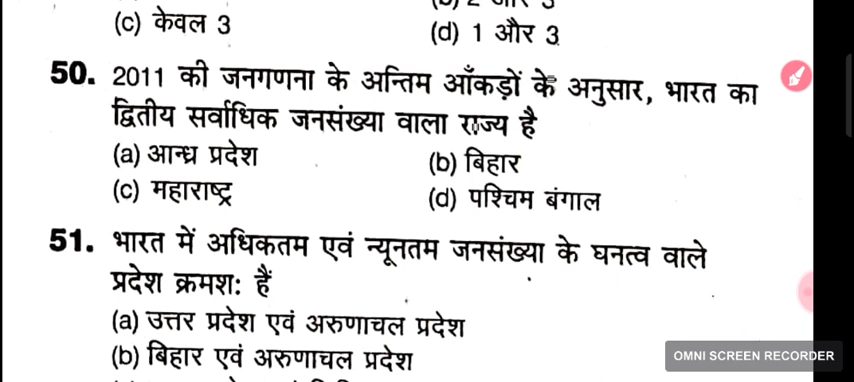 (c) केवल 3
(d) 1 और 3
50. 2011 की जनगणना के अन्तिम आँकड़ों के अनुसार, भारत का
द्वितीय सर्वाधिक जनसंख्या वाला राज्य है
(a) आन्ध्र प्रदेश
(b) बिहार
(c) महाराष्ट्र
(d) पश्चिम बंगाल
51. भारत में अधिकतम एवं न्यूनतम जनसंख्या के घनत्व वाले
प्रदेश क्रमशः हैं
(a) उत्तर प्रदेश एवं अरुणाचल प्रदेश
(b) बिहार एवं अरुणाचल प्रदेश
OMNI SCREEN RECORDER